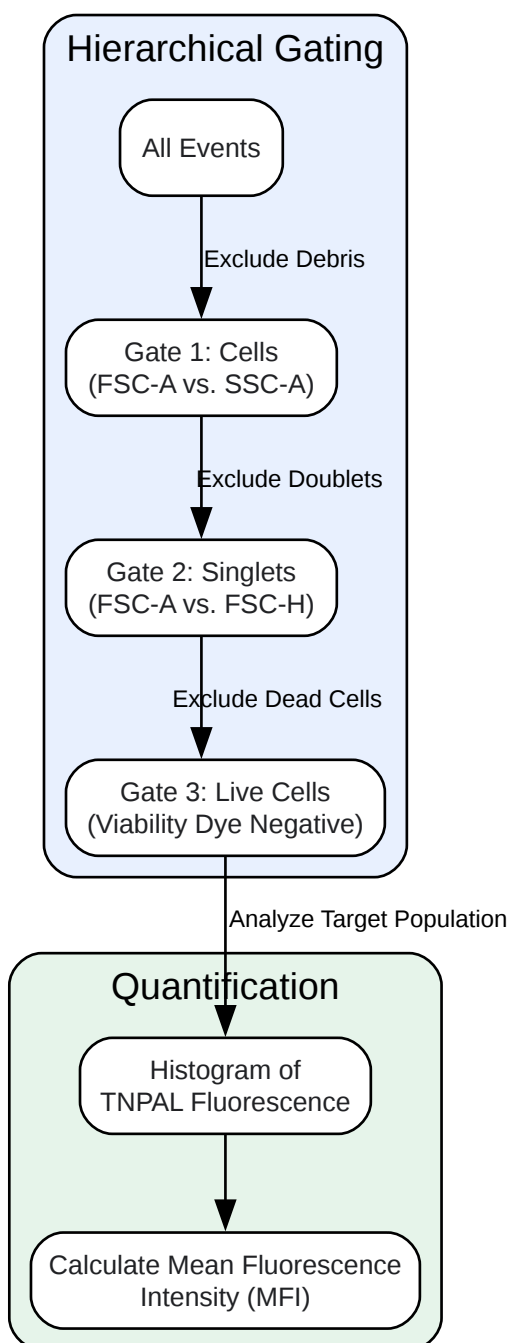 Hierarchical Gating
All Events
Exclude Debris
Gate 1: Cells
(FSC-A vs. SSC-A)
Exclude Doublets
Gate 2: Singlets
(FSC-A vs. FSC-H)
Exclude Dead Cells
Gate 3: Live Cells
(Viability Dye Negative)
Analyze Target Population
Quantification
Histogram of
TNPAL Fluorescence
Calculate Mean Fluorescence
Intensity (MFI)